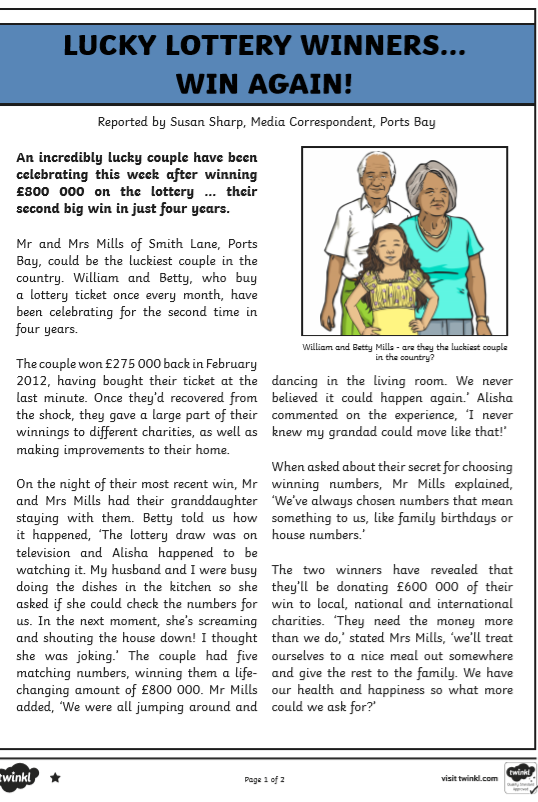 LUCKY LOTTERY WINNERS...
WIN AGAIN!
Reported by Susan Sharp, Media Correspondent, Ports Bay
An incredibly lucky couple have been
celebrating this week after winning
£800 000 on the lottery ... their
second big win in just four years.
Mr and Mrs Mills of Smith Lane, Ports
Bay, could be the luckiest couple in the
country. William and Betty, who buy
a lottery ticket once every month, have
been celebrating for the second time in
four years.
The couple won £275 000 back in February
2012, having bought their ticket at the
last minute. Once they'd recovered from
the shock, they gave a large part of their
winnings to different charities, as well as
making improvements to their home.
On the night of their most recent win, Mr
and Mrs Mills had their granddaughter
staying with them. Betty told us how
it happened, ‘The lottery draw was on
television and Alisha happened to be
watching it. My husband and I were busy
doing the dishes in the kitchen so she
asked if she could check the numbers for
us. In the next moment, she's screaming
and shouting the house down! I thought
she was joking.’ The couple had five
matching numbers, winning them a life-
changing amount of £800 000. Mr Mills
added, ‘We were all jumping around and
William and Betty Mills - are they the luckiest couple
in the country?
dancing in the living room. We never
believed it could happen again.’ Alisha
commented on the experience, ‘I never
knew my grandad could move like that!’
When asked about their secret for choosing
winning numbers, Mr Mills explained,
‘We've always chosen numbers that mean
something to us, like family birthdays or
house numbers.’
The two winners have revealed that
they'll be donating £600 000 of their
win to local, national and international
charities. ‘They need the money more
than we do,’ stated Mrs Mills, ‘we'll treat
ourselves to a nice meal out somewhere
and give the rest to the family. We have
our health and happiness so what more
could we ask for?’
twinkl
Page 1 of 2
visit twinkl.com
twinkl
Quality Standard
Approved